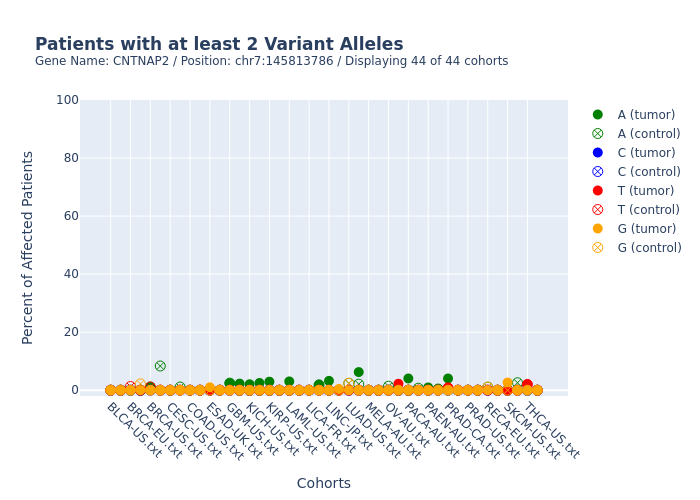 Patients with at least 2 Variant Alleles
Gene Name: CNTNAP2 / Position: chr7:145813786 / Displaying 44 of 44 cohorts
Percent of Affected Patients
100
80
60
40
20
0
BLCA-US.txt
BRCA-EU.txt
BRCA-US.txt
CESC-US.txt
COAD-US.txt
ESAD-UK.txt
GBM-US.txt
KICH-US.txt
KIRP-US.txt
LAML-US.txt
LICA-FR.txt
LINC-JP.txt
LUAD-US.txt
MELA-AU.txt
OV-AU.txt
PACA-AU.txt
PAEN-AU.txt
PRAD-CA.txt
PRAD-US.txt
RECA-EU.txt
SKCM-US.txt
THCA-US.txt
Cohorts
A (tumor)
A (control)
C (tumor)
C (control)
T (tumor)
T (control)
G (tumor)
G (control)